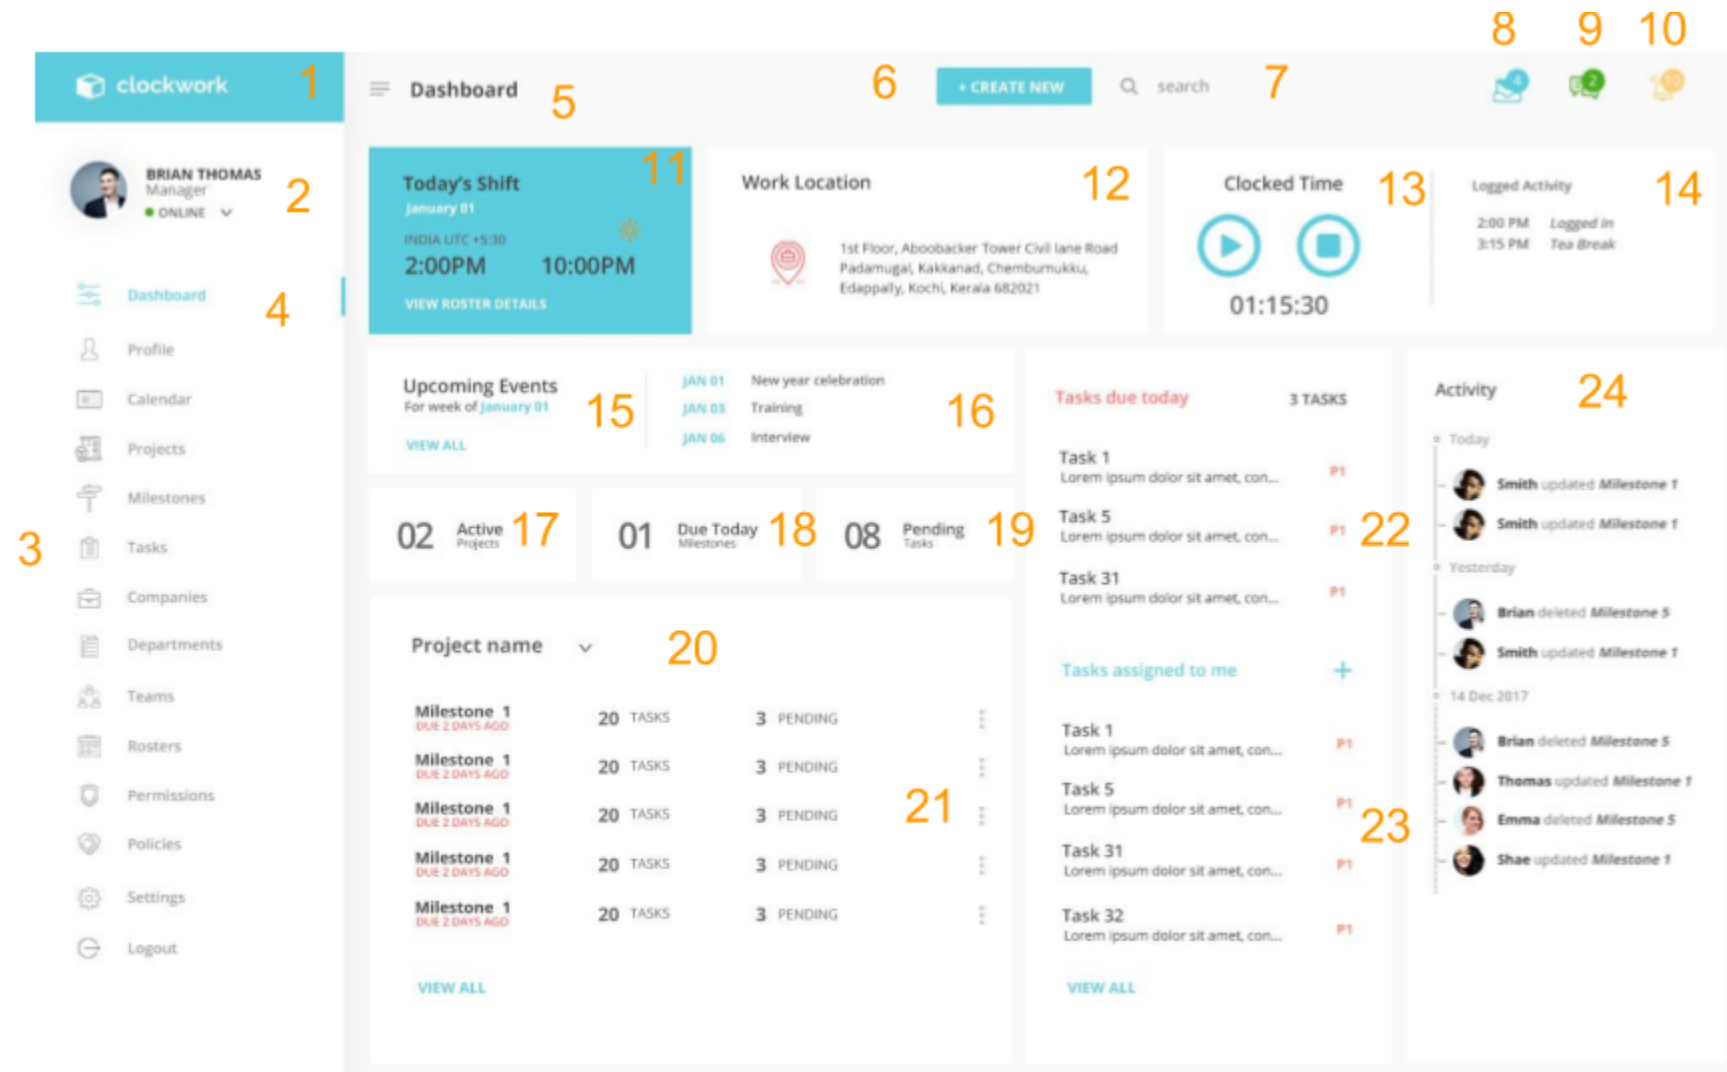 8 9 10
1
clockwork
Dashboard
5
6
+ CREATE NEW
search
7
4
2
10
BRIAN THOMAS
Manager
ONLINE
2
3
4
Dashboard
Profile
Calendar
Projects
Milestones
Tasks
Companies
Departments
Teams
Rosters
Permissions
Policies
Settings
Logout
Today's Shift
11
January 01
INDIA UTC +5:30
2:00PM 10:00PM
VIEW ROSTER DETAILS
Work Location
12
1st Floor, Aboobacker Tower Civil lane Road
Padamugal, Kakkanad, Chembumukku,
Edappally, Kochi, Kerala 682021
Clocked Time
13
01:15:30
Logged Activity
14
2:00 PM Logged In
3:15 PM Tea Break
Upcoming Events
For week of January 01
15
VIEW ALL
JAN 01 New year celebration
JAN 03 Training
16
JAN 06 Interview
02 Active Projects
17
01 Due Today Milestones
18
08 Pending Tasks
19
Project name
20
Milestone 1 20 TASKS 3 PENDING
DUE 2 DAYS AGO
Milestone 1 20 TASKS 3 PENDING
DUE 2 DAYS AGO
21
Milestone 1 20 TASKS 3 PENDING
DUE 2 DAYS AGO
Milestone 1 20 TASKS 3 PENDING
DUE 2 DAYS AGO
Milestone 1 20 TASKS 3 PENDING
DUE 2 DAYS AGO
VIEW ALL
Tasks due today 3 TASKS
Task 1
Lorem ipsum dolor sit amet, con... P1
Task 5
Lorem ipsum dolor sit amet, con... P1
22
Task 31
Lorem ipsum dolor sit amet, con... P1
Tasks assigned to me +
Task 1
Lorem ipsum dolor sit amet, con... P1
Task 5
Lorem ipsum dolor sit amet, con... P1
23
Task 31
Lorem ipsum dolor sit amet, con... P1
Task 32
Lorem ipsum dolor sit amet, con... P1
VIEW ALL
Activity
24
Today
Smith updated Milestone 1
Smith updated Milestone 1
Yesterday
Brian deleted Milestone 5
Smith updated Milestone 1
14 Dec 2017
Brian deleted Milestone 5
Thomas updated Milestone 1
Emma deleted Milestone 5
Shae updated Milestone 1